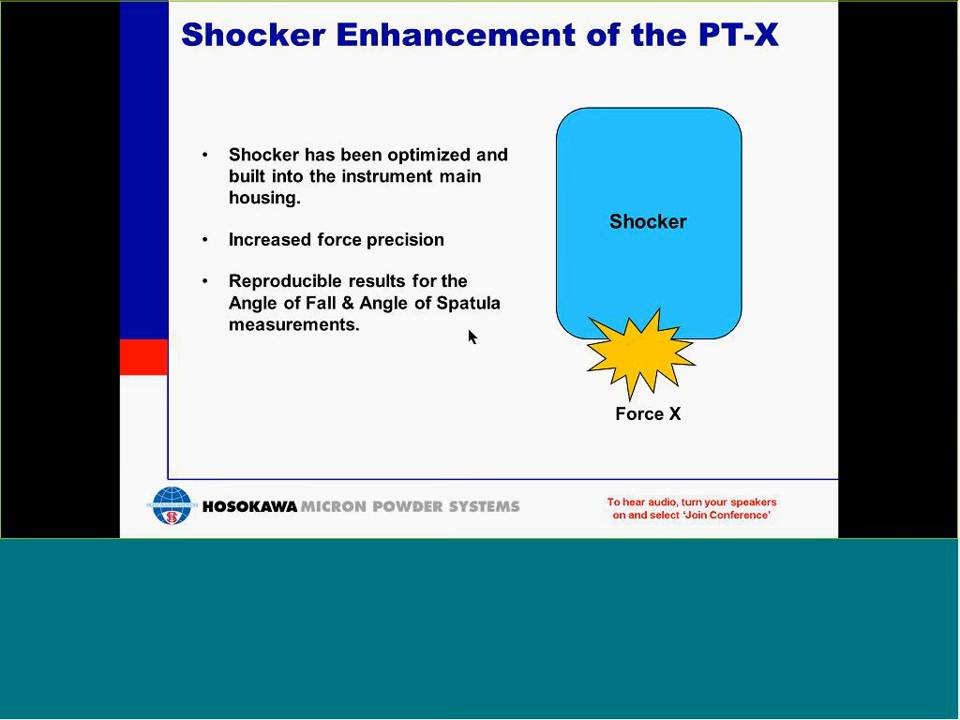 Shocker Enhancement of the PT-X
• Shocker has been optimized and
built into the instrument main
housing.
• Increased force precision
• Reproducible results for the
Angle of Fall & Angle of Spatula
measurements.
Shocker
Force X
HOSOKAWA MICRON POWDER SYSTEMS
To hear audio, turn your speakers
on and select ‘Join Conference’